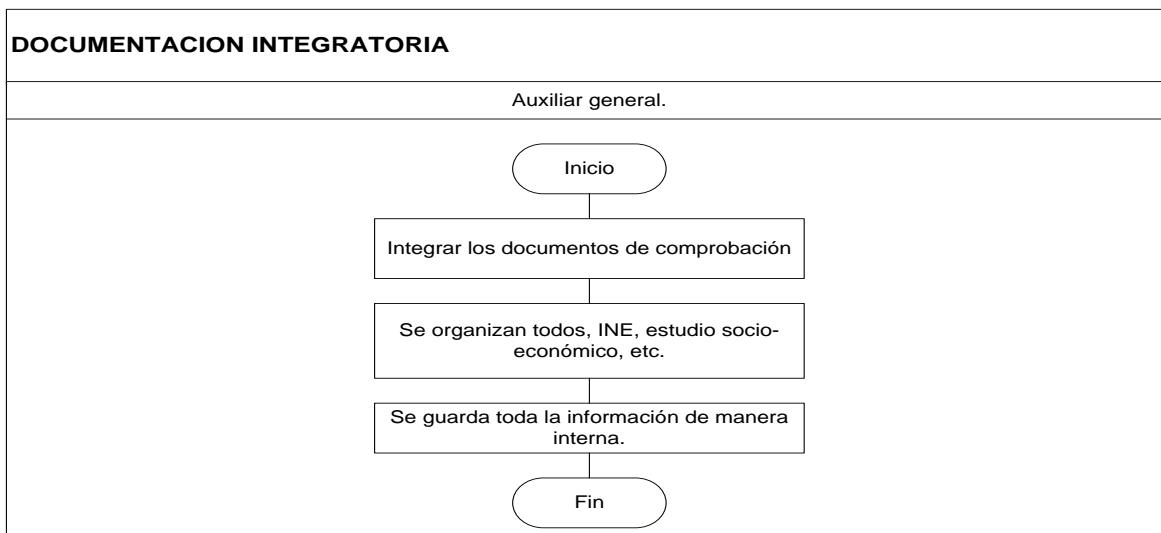 DOCUMENTACION INTEGRATORIA
Auxiliar general.
Inicio
Integrar los documentos de comprobación
Se organizan todos, INE, estudio socio-
económico, etc.
Se guarda toda la información de manera
interna.
Fin